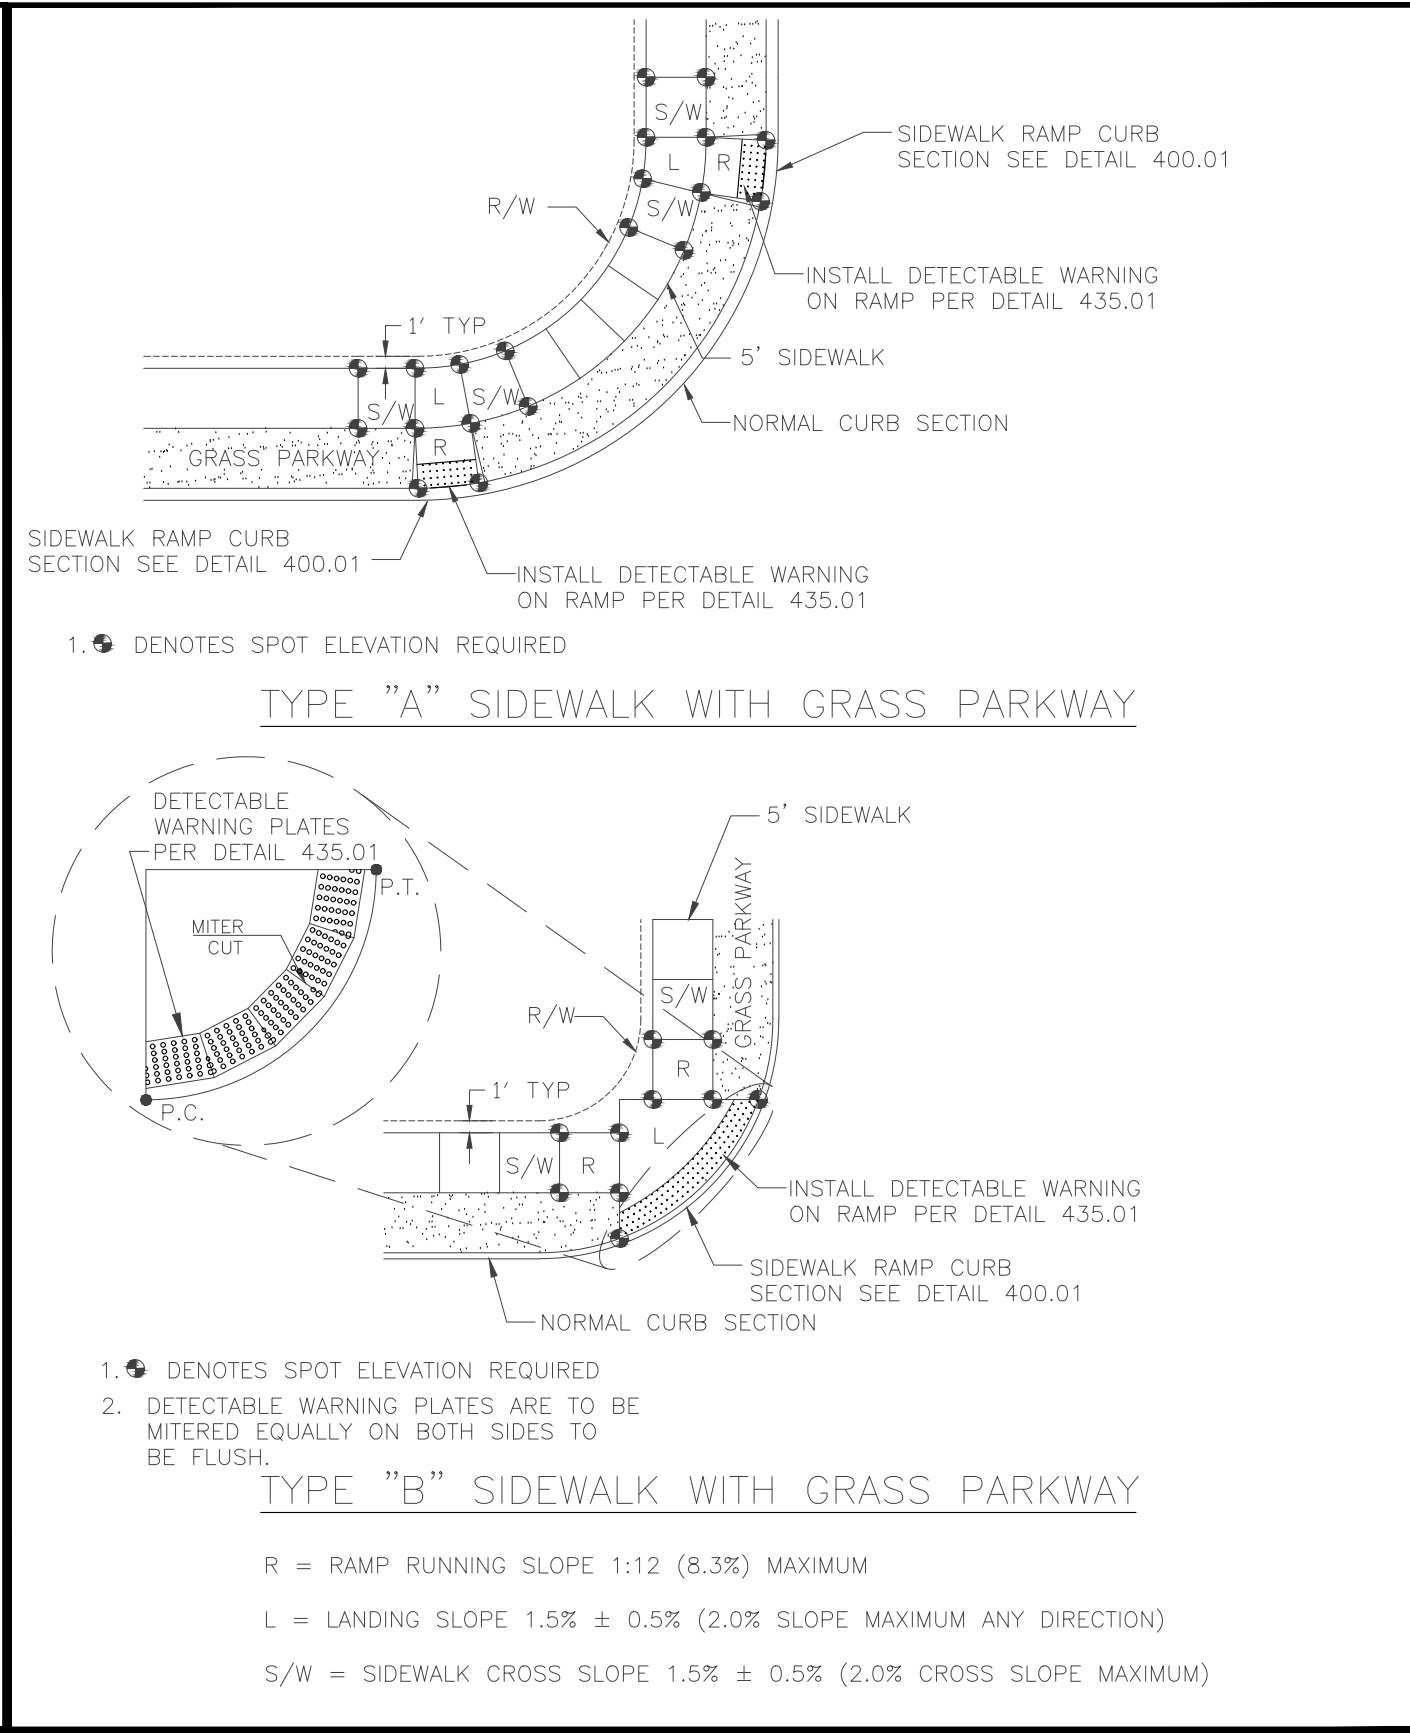 S/W
L
R
SIDEWALK RAMP CURB
SECTION SEE DETAIL 400.01
R/W
S/W
INSTALL DETECTABLE WARNING
ON RAMP PER DETAIL 435.01
1' TYP
5' SIDEWALK
L
S/W
S/W
NORMAL CURB SECTION
R
GRASS PARKWAY
SIDEWALK RAMP CURB
SECTION SEE DETAIL 400.01
INSTALL DETECTABLE WARNING
ON RAMP PER DETAIL 435.01
1. DENOTES SPOT ELEVATION REQUIRED
TYPE "A" SIDEWALK WITH GRASS PARKWAY
DETECTABLE
WARNING PLATES
PER DETAIL 435.01
P.T.
MITER
CUT
P.C.
5' SIDEWALK
GRASS PARKWAY
S/W
R/W
R
1' TYP
L
S/W
R
INSTALL DETECTABLE WARNING
ON RAMP PER DETAIL 435.01
SIDEWALK RAMP CURB
SECTION SEE DETAIL 400.01
NORMAL CURB SECTION
1. DENOTES SPOT ELEVATION REQUIRED
2. DETECTABLE WARNING PLATES ARE TO BE
MITERED EQUALLY ON BOTH SIDES TO
BE FLUSH.
TYPE "B" SIDEWALK WITH GRASS PARKWAY
R = RAMP RUNNING SLOPE 1:12 (8.3%) MAXIMUM
L = LANDING SLOPE 1.5% ± 0.5% (2.0% SLOPE MAXIMUM ANY DIRECTION)
S/W = SIDEWALK CROSS SLOPE 1.5% ± 0.5% (2.0% CROSS SLOPE MAXIMUM)